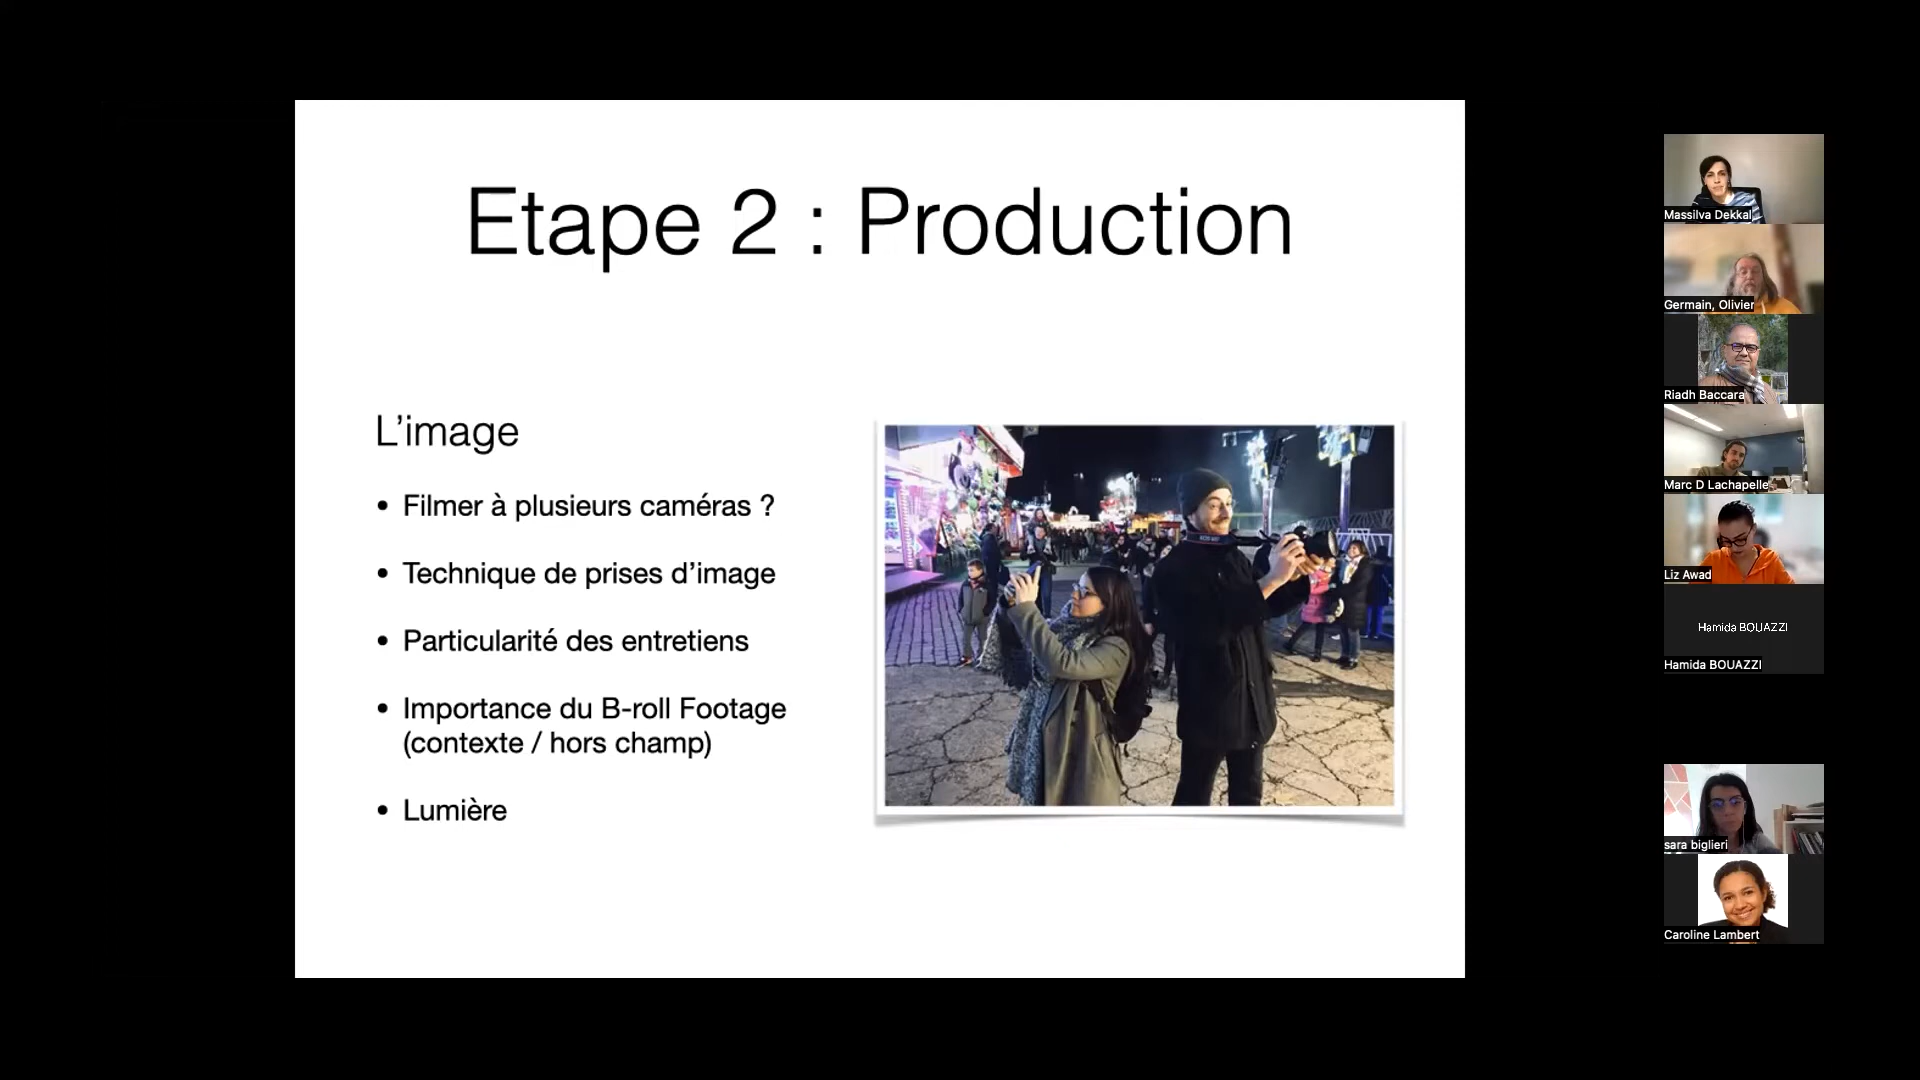 Etape 2 : Production
L’image
• Filmer à plusieurs caméras ?
• Technique de prises d’image
• Particularité des entretiens
• Importance du B-roll Footage
(contexte / hors champ)
• Lumière
Massilva Dekkal
Germain, Olivier
Riadh Baccara
Marc D Lachapelle
Liz Awad
Hamida BOUAZZI
Hamida BOUAZZI
sara biglieri
Caroline Lambert